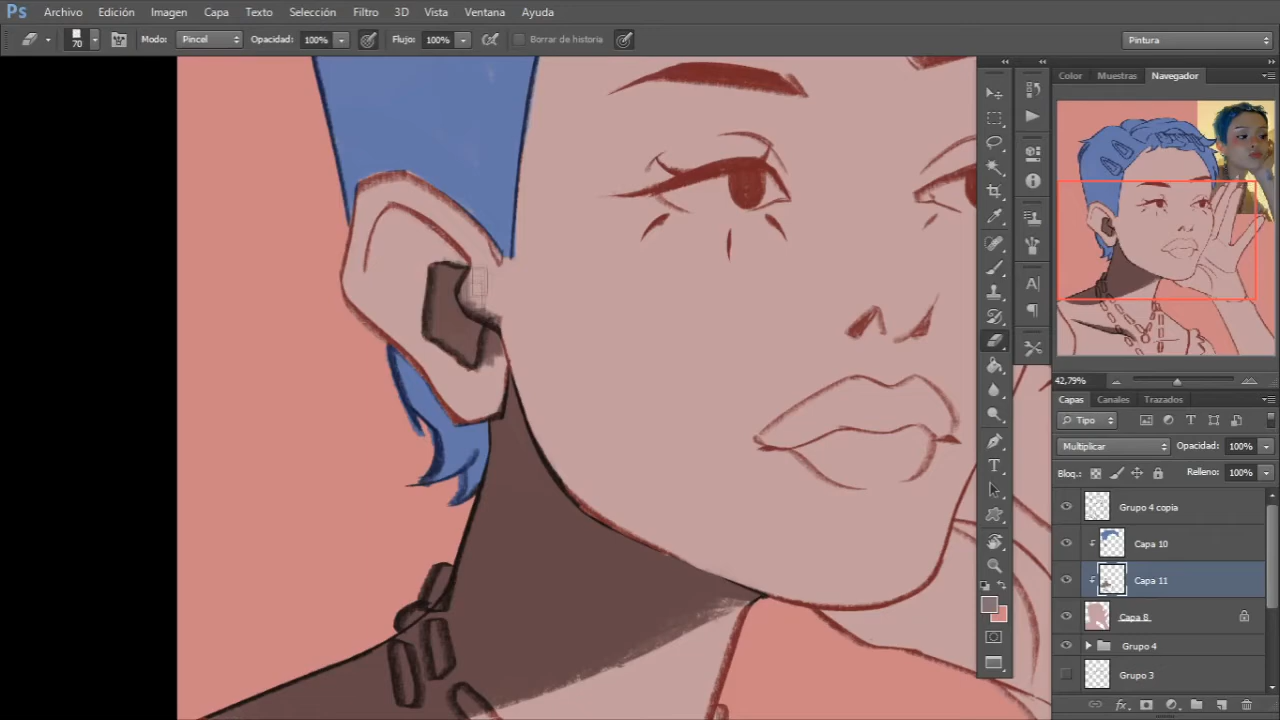 Ps Archivo Edición Imagen Capa Texto Selección Filtro 3D Vista Ventana Ayuda
70 Modo: Pincel Opacidad: 100% Flujo: 100% Borrar de historia Pintura
Color Muestras Navegador
42,79%
Capas Canales Trazados
Tipo
Multiplicar Opacidad: 100%
Bloq.: Relleno: 100%
Grupo 4 copia
Capa 10
Capa 11
Capa 8
Grupo 4
Grupo 3